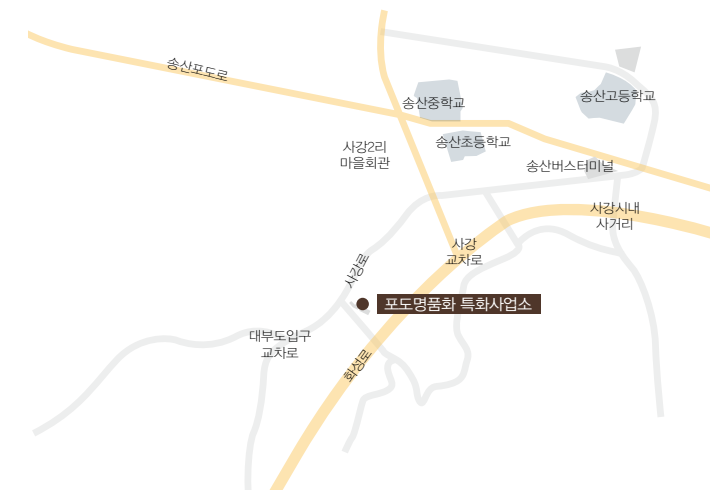 송산포도로
송산중학교
송산고등학교
송산초등학교
사강2리
마을회관
송산버스터미널
사강시내
사거리
사강
교차로
사강로
포도명품화 특화사업소
대부도입구
교차로
화성로